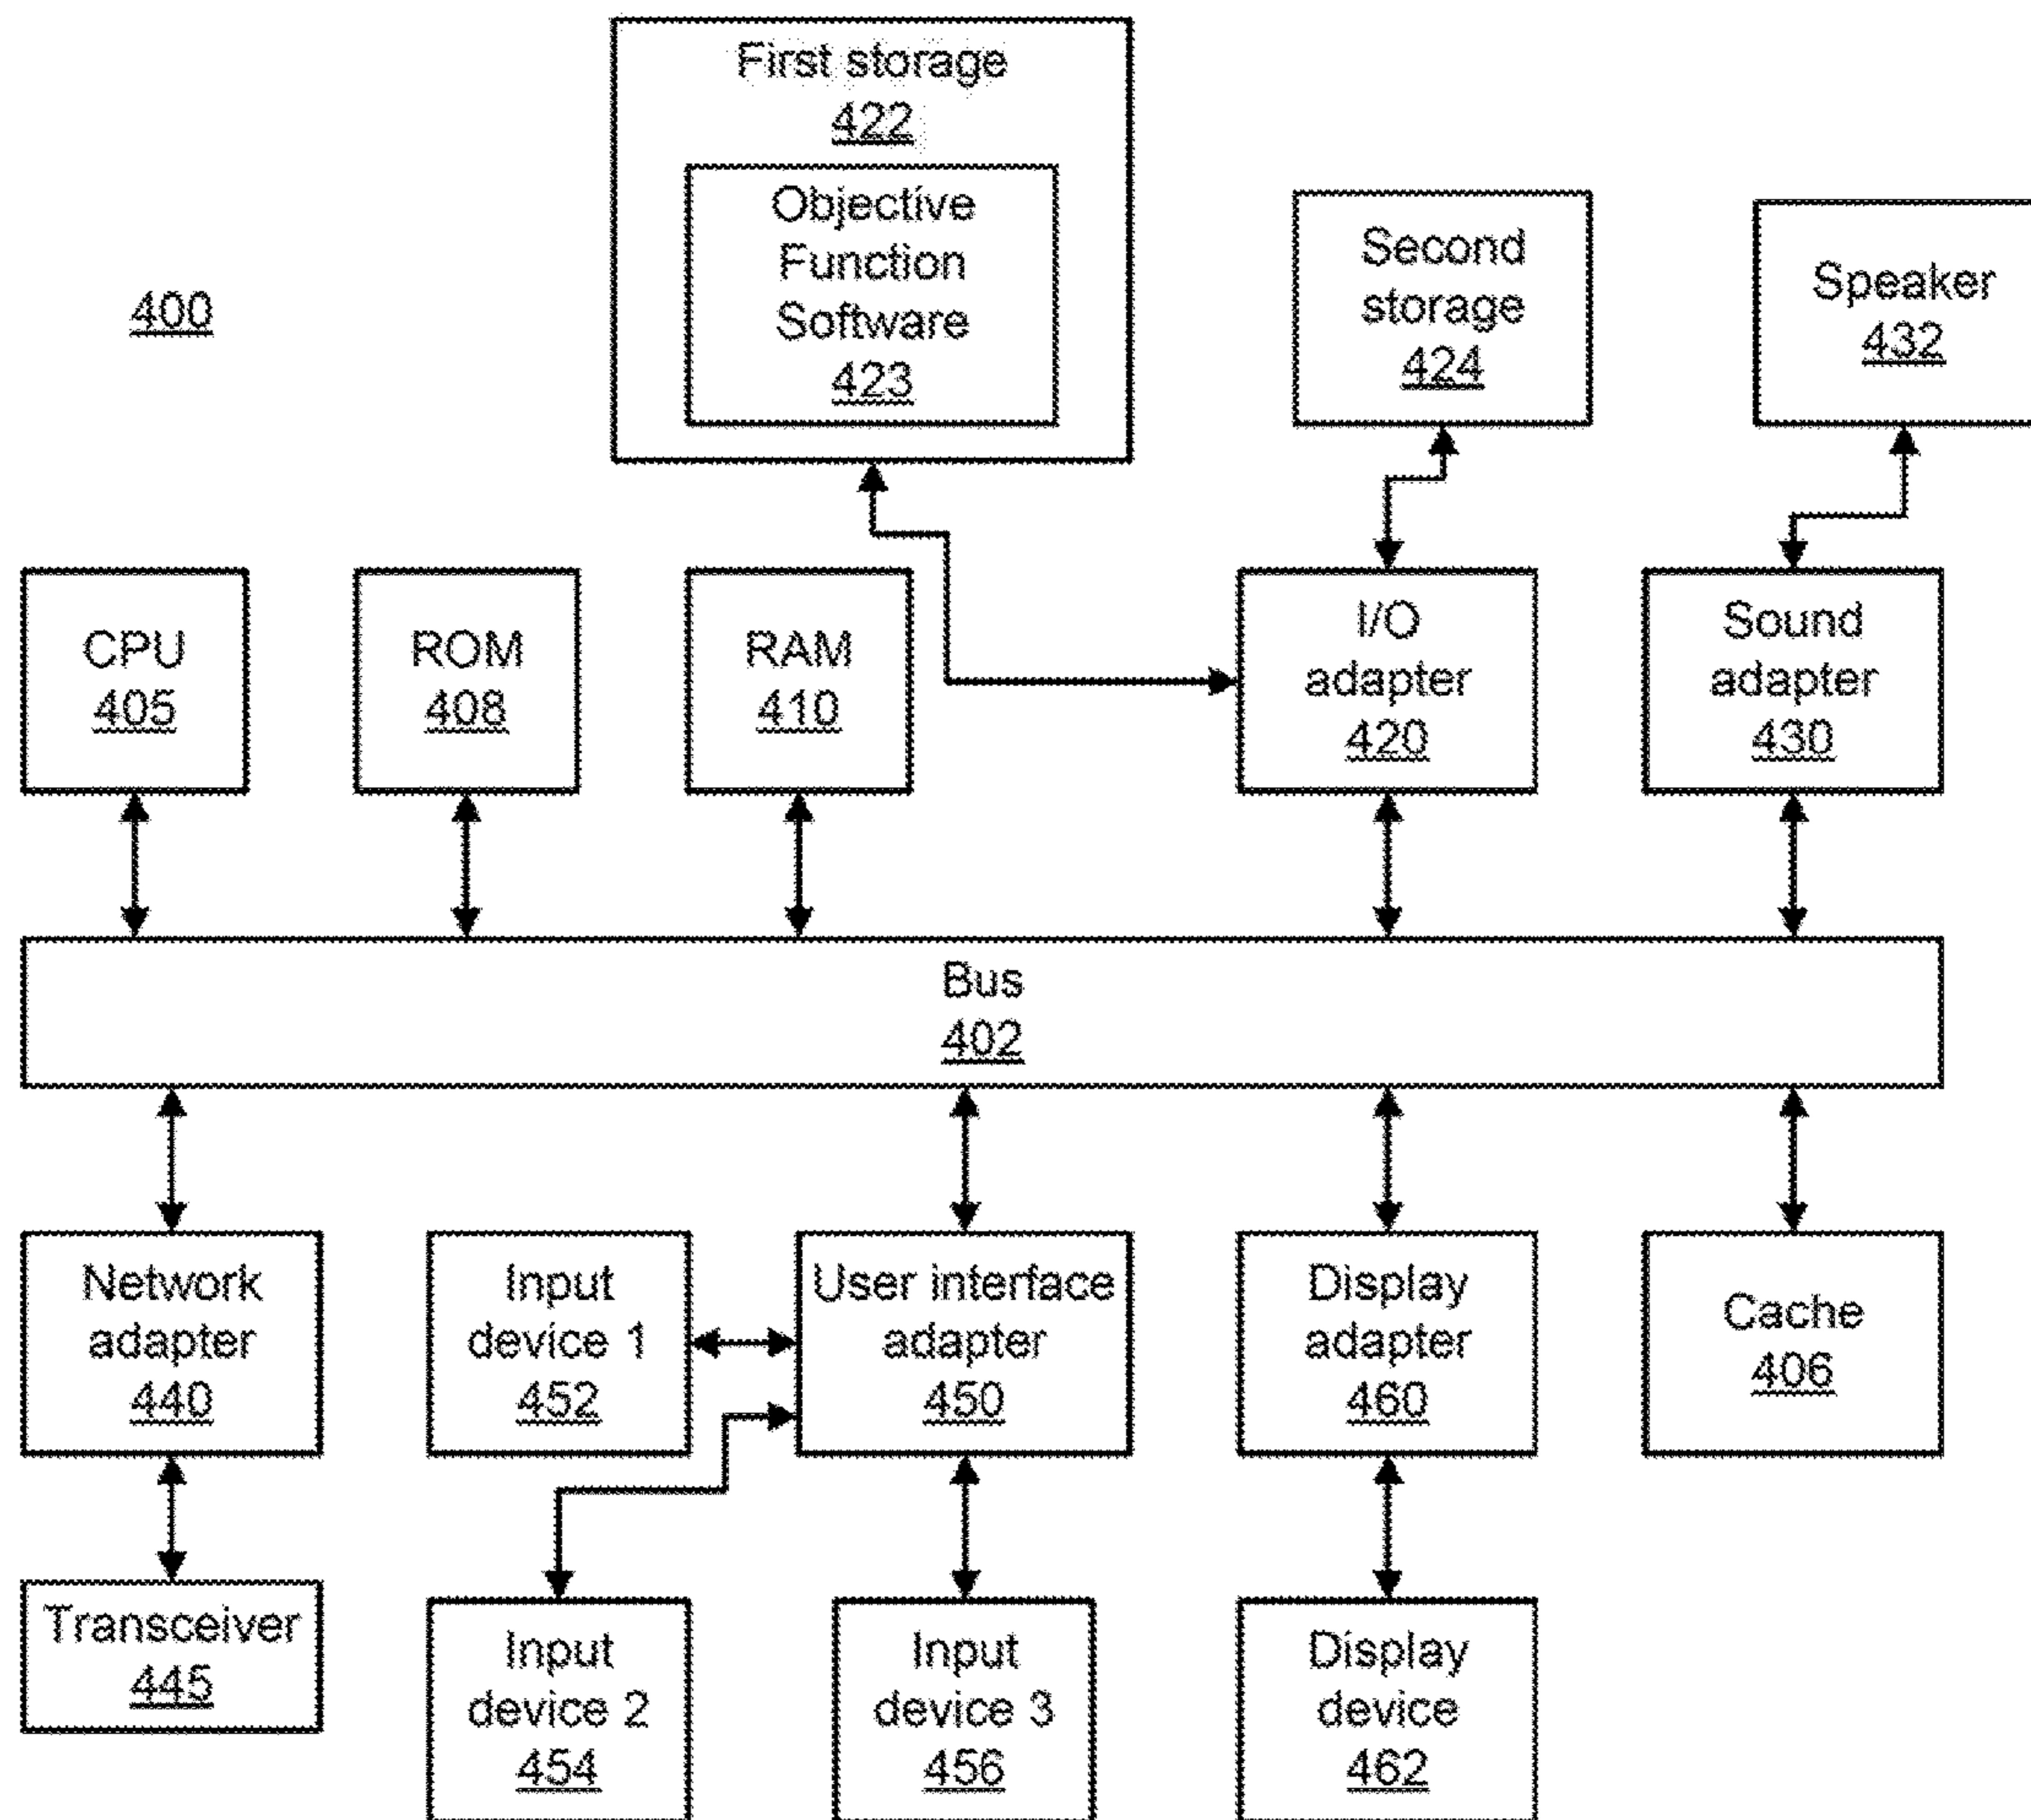 First storage
422
Objective
Function
Software
423
Second
storage
424
Speaker
432
400
CPU
405
ROM
408
RAM
410
I/O
adapter
420
Sound
adapter
430
Bus
402
Network
adapter
440
Input
device 1
452
User interface
adapter
450
Display
adapter
460
Cache
406
Transceiver
445
Input
device 2
454
Input
device 3
456
Display
device
462